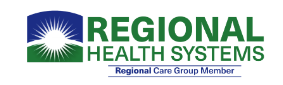 REGIONAL
HEALTH SYSTEMS
Regional Care Group Member